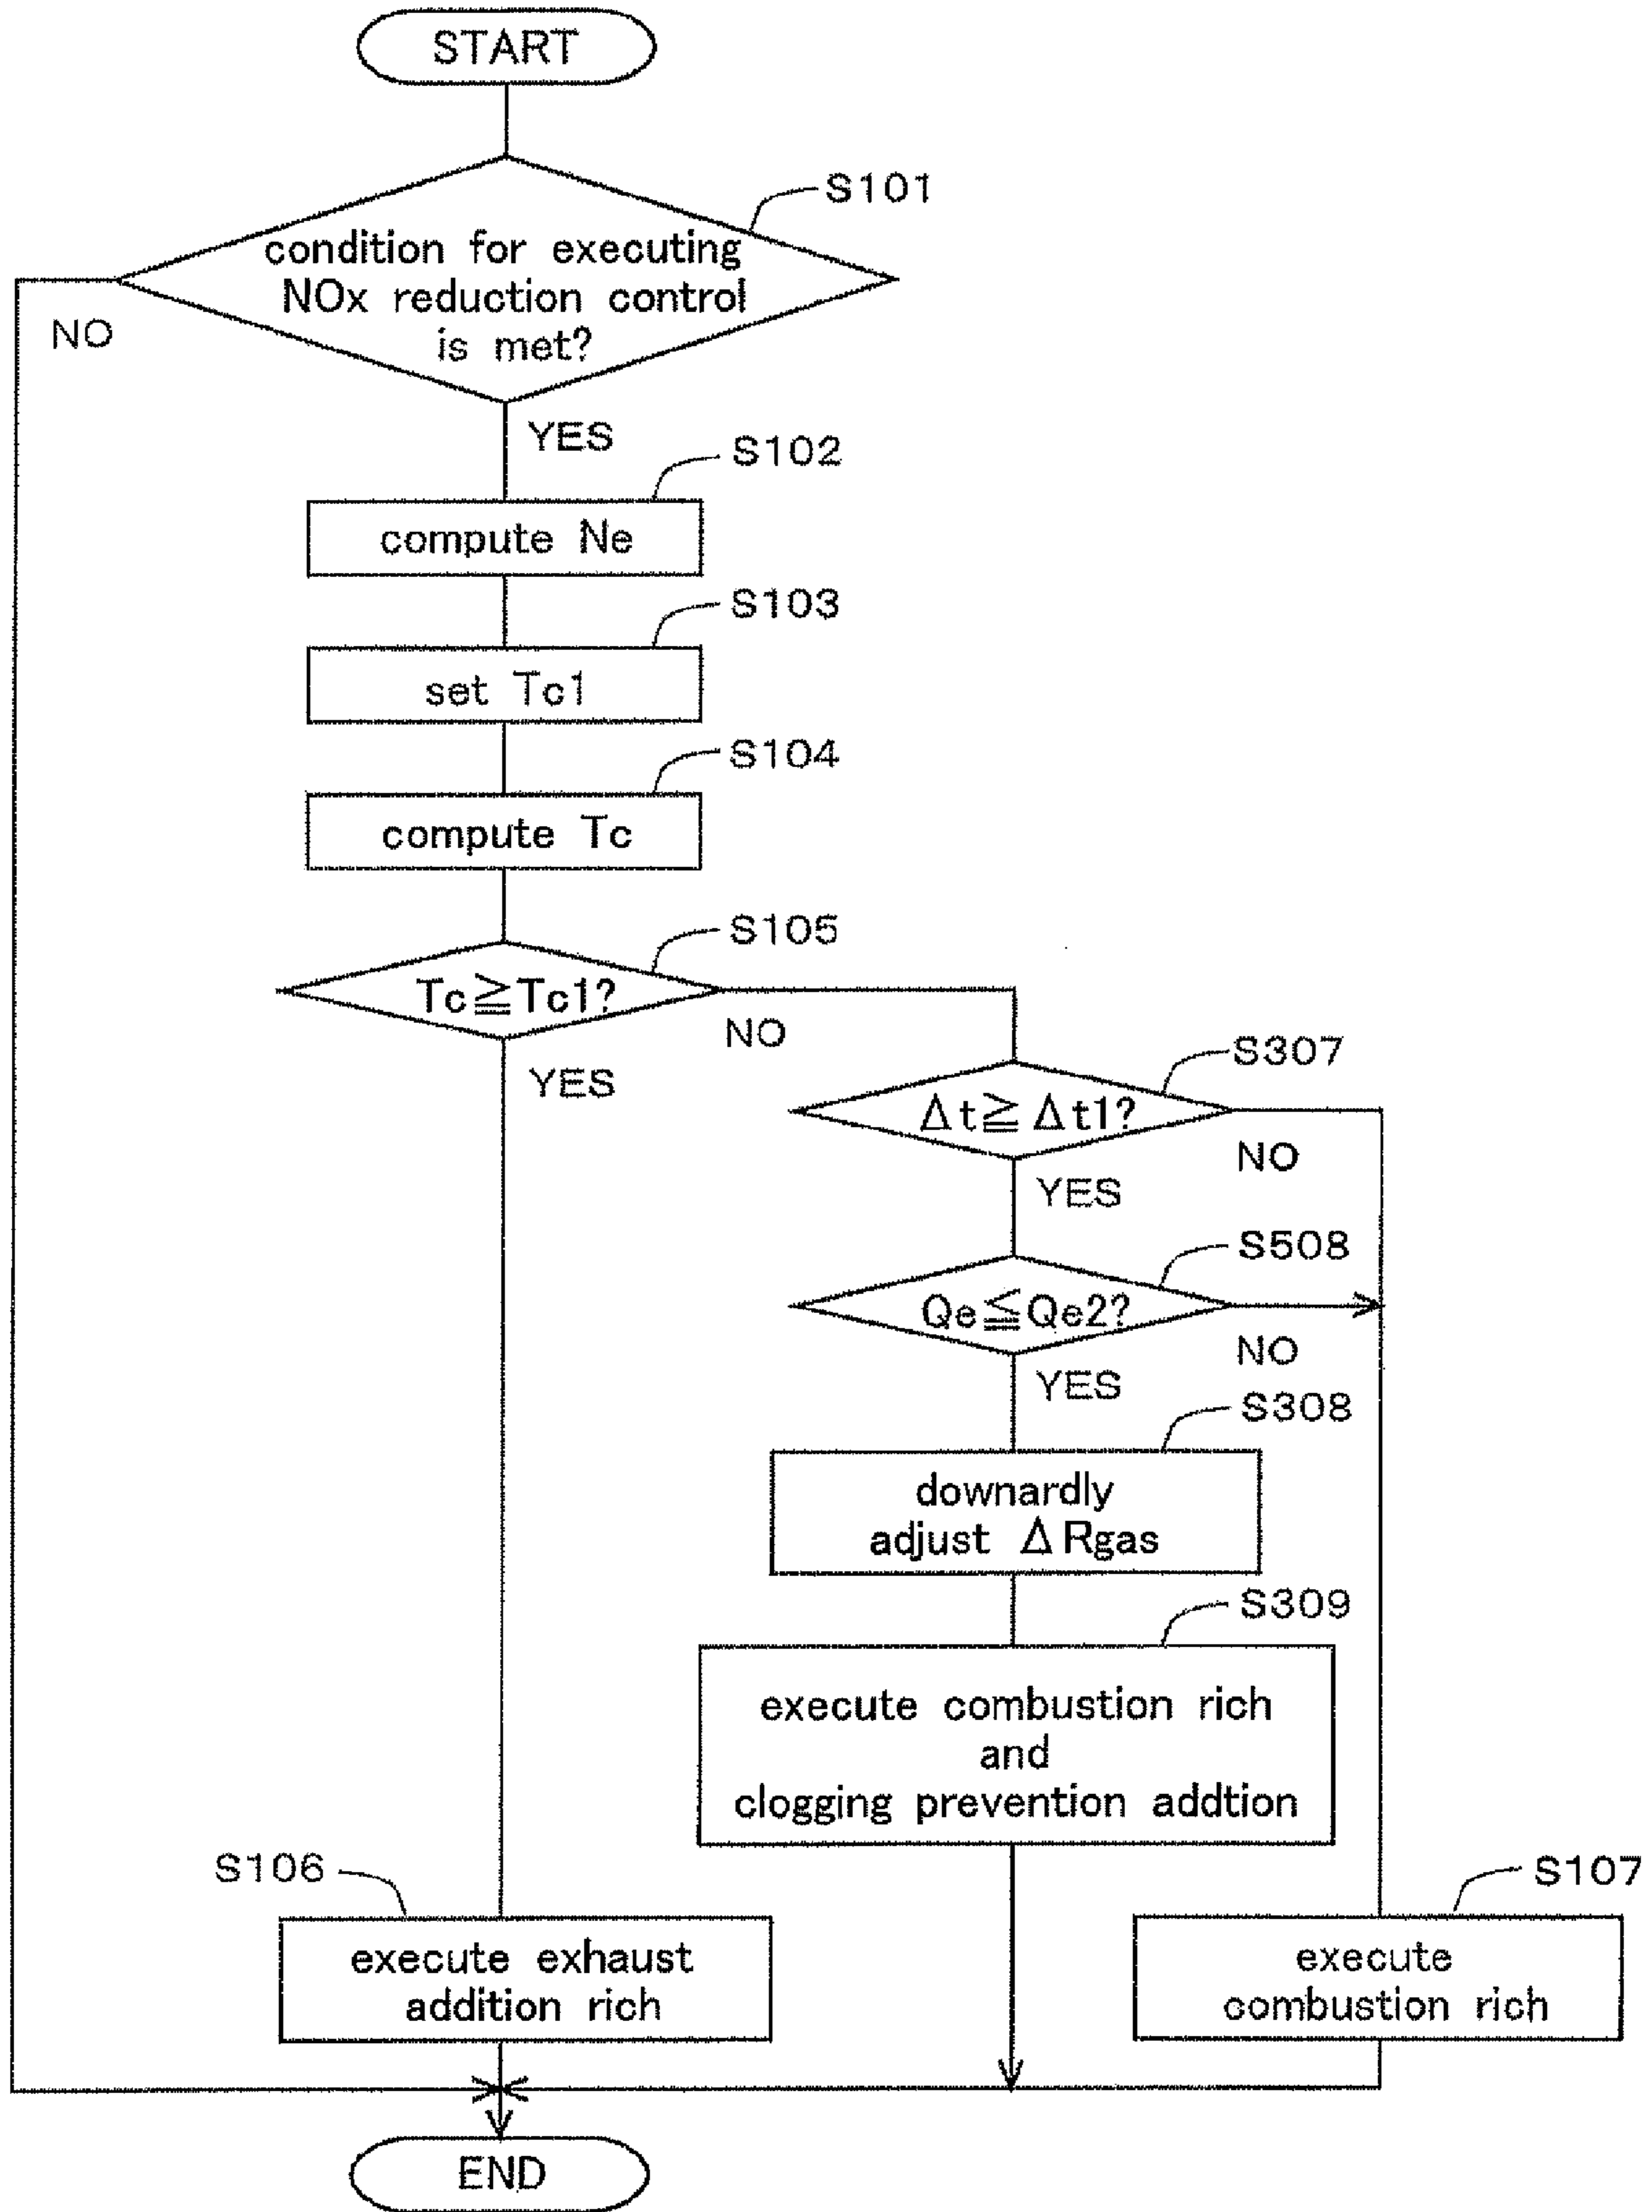 START
S101
condition for executing
NOx reduction control
is met?
NO
YES
S102
compute Ne
S103
set Tc1
S104
compute Tc
S105
Tc≧Tc1?
NO
YES
S307
Δt≧Δt1?
NO
YES
S508
Qe≦Qe2?
NO
YES
S308
downardly
adjust ΔRgas
S309
execute combustion rich
and
clogging prevention addtion
S106
execute exhaust
addition rich
S107
execute
combustion rich
END